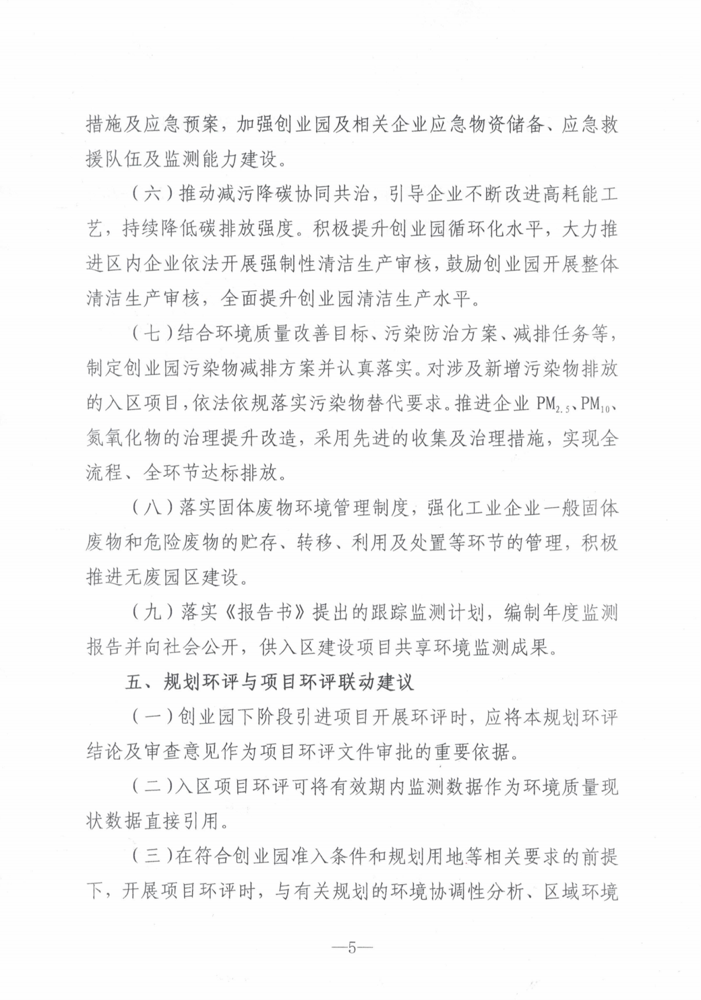 措施及应急预案，加强创业园及相关企业应急物资储备、应急救
援队伍及监测能力建设。
（六）推动减污降碳协同共治，引导企业不断改进高耗能工
艺，持续降低碳排放强度。积极提升创业园循环化水平，大力推
进区内企业依法开展强制性清洁生产审核，鼓励创业园开展整体
清洁生产审核，全面提升创业园清洁生产水平。
（七）结合环境质量改善目标、污染防治方案、减排任务等，
制定创业园污染物减排方案并认真落实。对涉及新增污染物排放
的入区项目，依法依规落实污染物替代要求。推进企业 PM₂.₅、PM₁₀、
氮氧化物的治理提升改造，采用先进的收集及治理措施，实现全
流程、全环节达标排放。
（八）落实固体废物环境管理制度，强化工业企业一般固体
废物和危险废物的贮存、转移、利用及处置等环节的管理，积极
推进无废园区建设。
（九）落实《报告书》提出的跟踪监测计划，编制年度监测
报告并向社会公开，供入区建设项目共享环境监测成果。
五、规划环评与项目环评联动建议
（一）创业园下阶段引进项目开展环评时，应将本规划环评
结论及审查意见作为项目环评文件审批的重要依据。
（二）入区项目环评可将有效期内监测数据作为环境质量现
状数据直接引用。
（三）在符合创业园准入条件和规划用地等相关要求的前提
下，开展项目环评时，与有关规划的环境协调性分析、区域环境
—5—